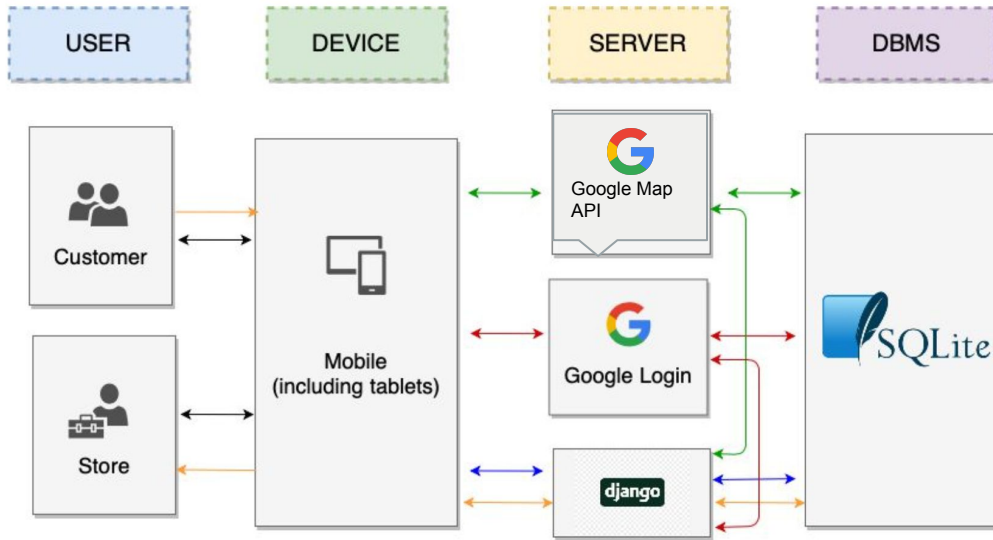 USER
DEVICE
SERVER
DBMS
Customer
Store
Mobile
(including tablets)
Google Map
API
Google Login
django
SQLite